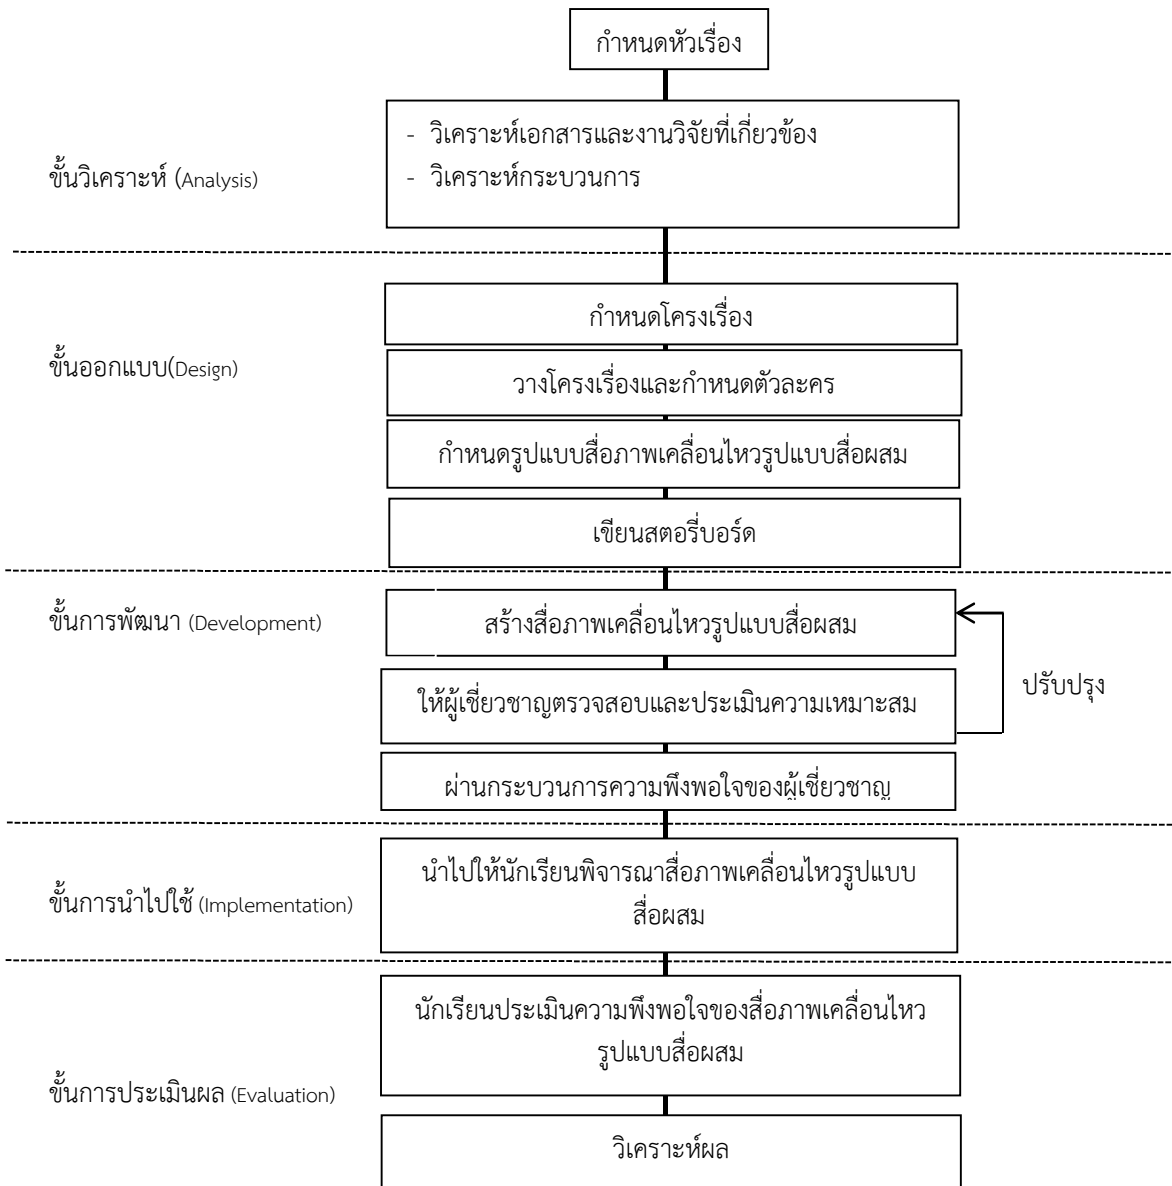 กำหนดหัวเรื่อง
- วิเคราะห์เอกสารและงานวิจัยที่เกี่ยวข้อง
ขั้นวิเคราะห์ (Analysis)
- วิเคราะห์กระบวนการ
กำหนดโครงเรื่อง
ขั้นออกแบบ(Design)
วางโครงเรื่องและกำหนดตัวละคร
กำหนดรูปแบบสื่อภาพเคลื่อนไหวรูปแบบสื่อผสม
เขียนสตอรี่บอร์ด
ขั้นการพัฒนา (Development)
สร้างสื่อภาพเคลื่อนไหวรูปแบบสื่อผสม
ปรับปรุง
ให้ผู้เชี่ยวชาญตรวจสอบและประเมินความเหมาะสม
ผ่านกระบวนการความพึงพอใจของผู้เชี่ยวชาญ
นำไปให้นักเรียนพิจารณาสื่อภาพเคลื่อนไหวรูปแบบ
สื่อผสม
ขั้นการนำไปใช้ (Implementation)
นักเรียนประเมินความพึงพอใจของสื่อภาพเคลื่อนไหว
รูปแบบสื่อผสม
ขั้นการประเมินผล (Evaluation)
วิเคราะห์ผล